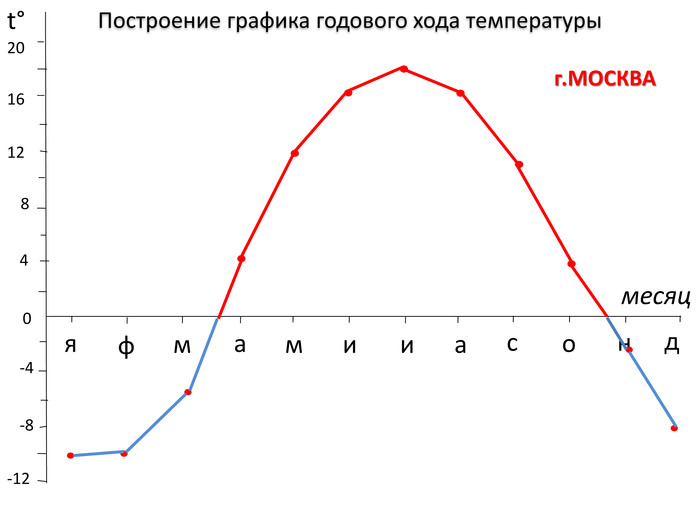 t°
Построение графика годового хода температуры
20
г.МОСКВА
16
12
8
4
месяц
0
я ф м а м и и а с о н д
-4
-8
-12